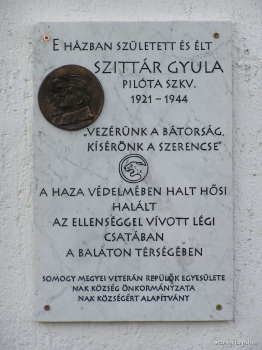 E HÁZBAN SZÜLETETT ÉS ÉLT
SZITTÁR GYULA
PILÓTA SZKV.
1921 - 1944
„VEZÉRÜNK A BÁTORSÁG,
KÍSÉRŐNK A SZERENCSE”
A HAZA VÉDELMÉBEN HALT HŐSI
HALÁLT
AZ ELLENSÉGGEL VÍVOTT LÉGI
CSATÁBAN
A BALATON TÉRSÉGÉBEN
SOMOGY MEGYEI VETERÁN REPÜLŐK EGYESÜLETE
NAK KÖZSÉG ÖNKORMÁNYZATA
NAK KÖZSÉGÉRT ALAPÍTVÁNY